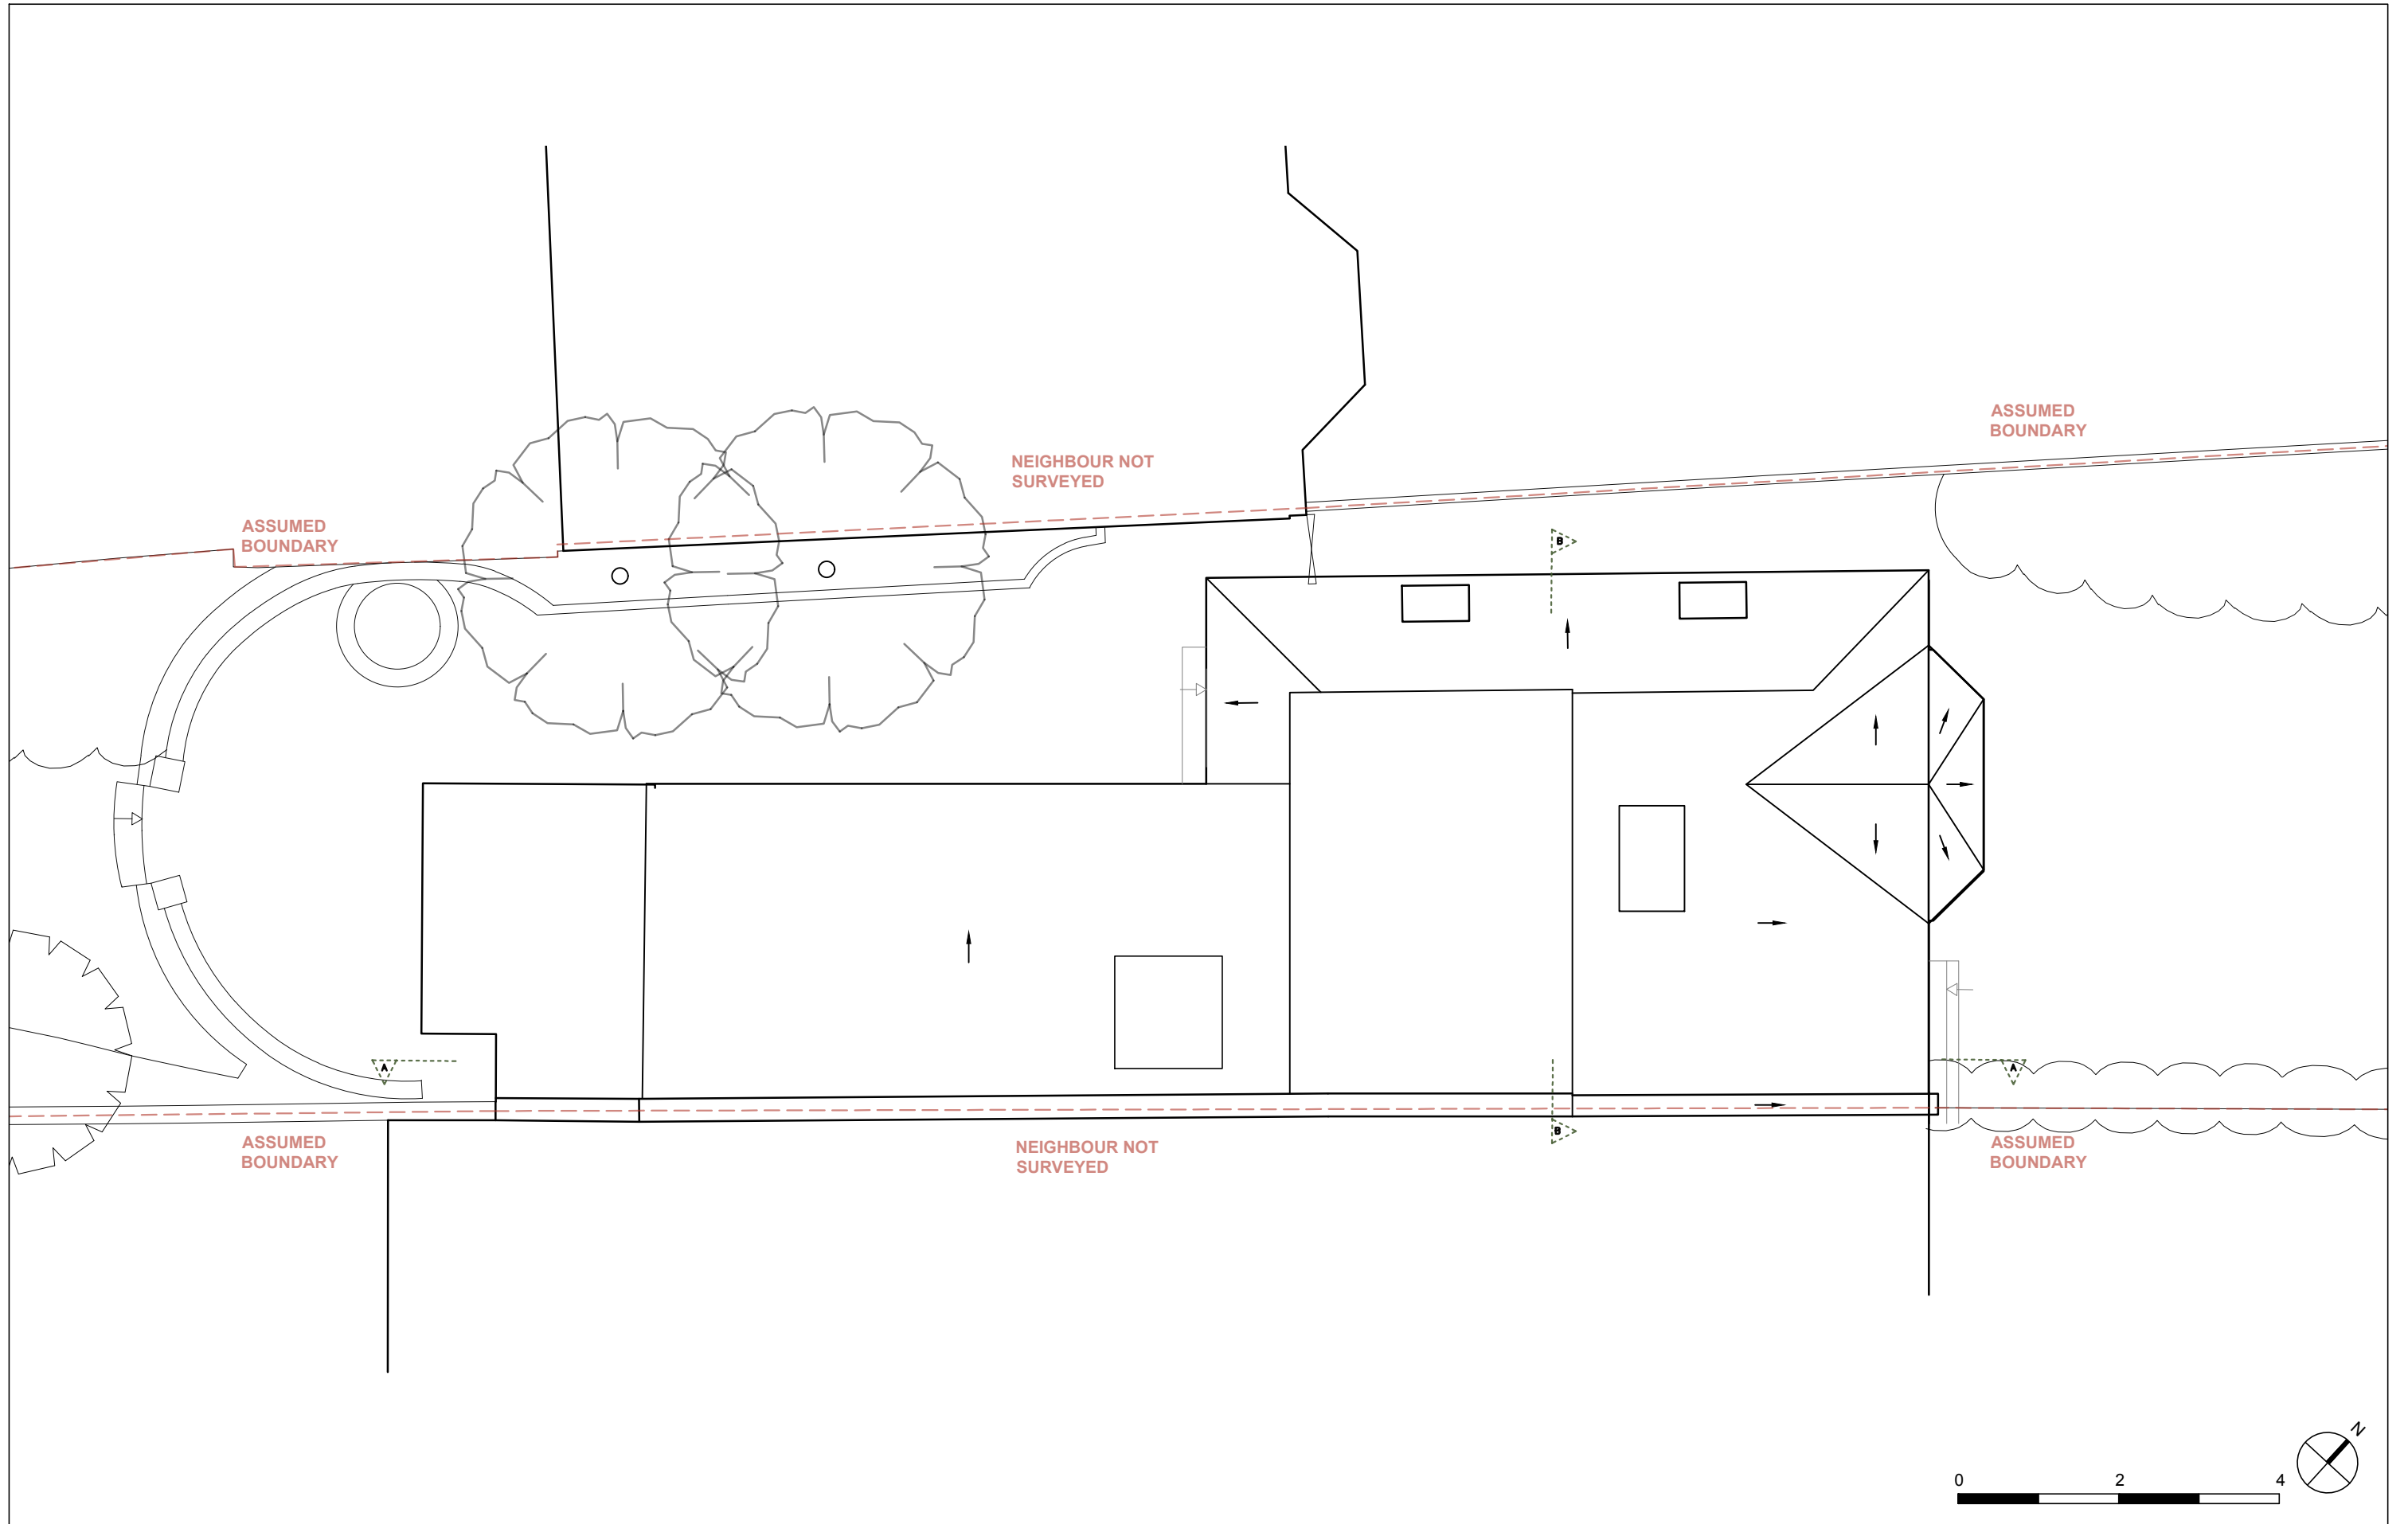 ASSUMED
BOUNDARY
NEIGHBOUR NOT
SURVEYED
ASSUMED
BOUNDARY
B
A
A
B
ASSUMED
BOUNDARY
NEIGHBOUR NOT
SURVEYED
ASSUMED
BOUNDARY
N
0 2 4